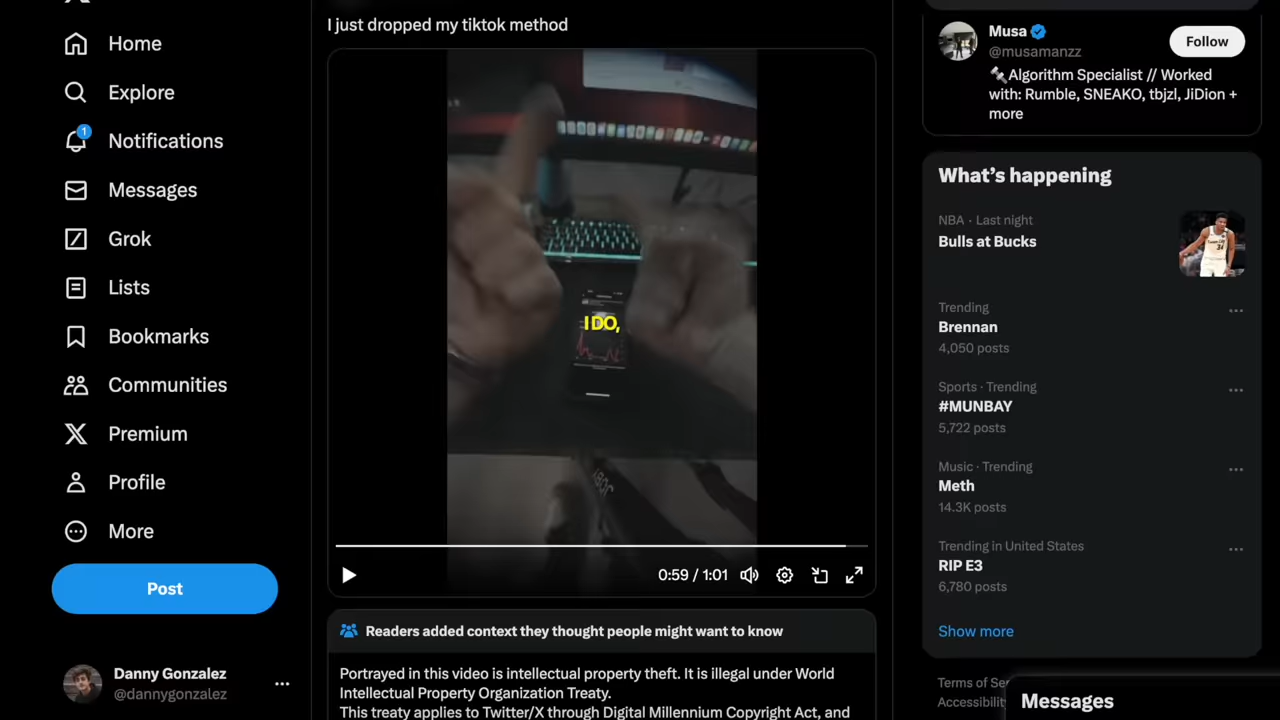 Home
Explore
1
Notifications
Messages
Grok
Lists
Bookmarks
Communities
Premium
Profile
More
Post
Danny Gonzalez
@dannygonzalez
I just dropped my tiktok method
I DO,
0:59 / 1:01
Readers added context they thought people might want to know
Portrayed in this video is intellectual property theft. It is illegal under World
Intellectual Property Organization Treaty.
This treaty applies to Twitter/X through Digital Millennium Copyright Act, and
Musa
@musamanzz
Follow
Algorithm Specialist // Worked
with: Rumble, SNEAKO, tbjzl, JiDion +
more
What's happening
NBA · Last night
Bulls at Bucks
Trending
Brennan
4,050 posts
Sports · Trending
#MUNBAY
5,722 posts
Music · Trending
Meth
14.3K posts
Trending in United States
RIP E3
6,780 posts
Show more
Terms of Ser
Accessibility
Messages